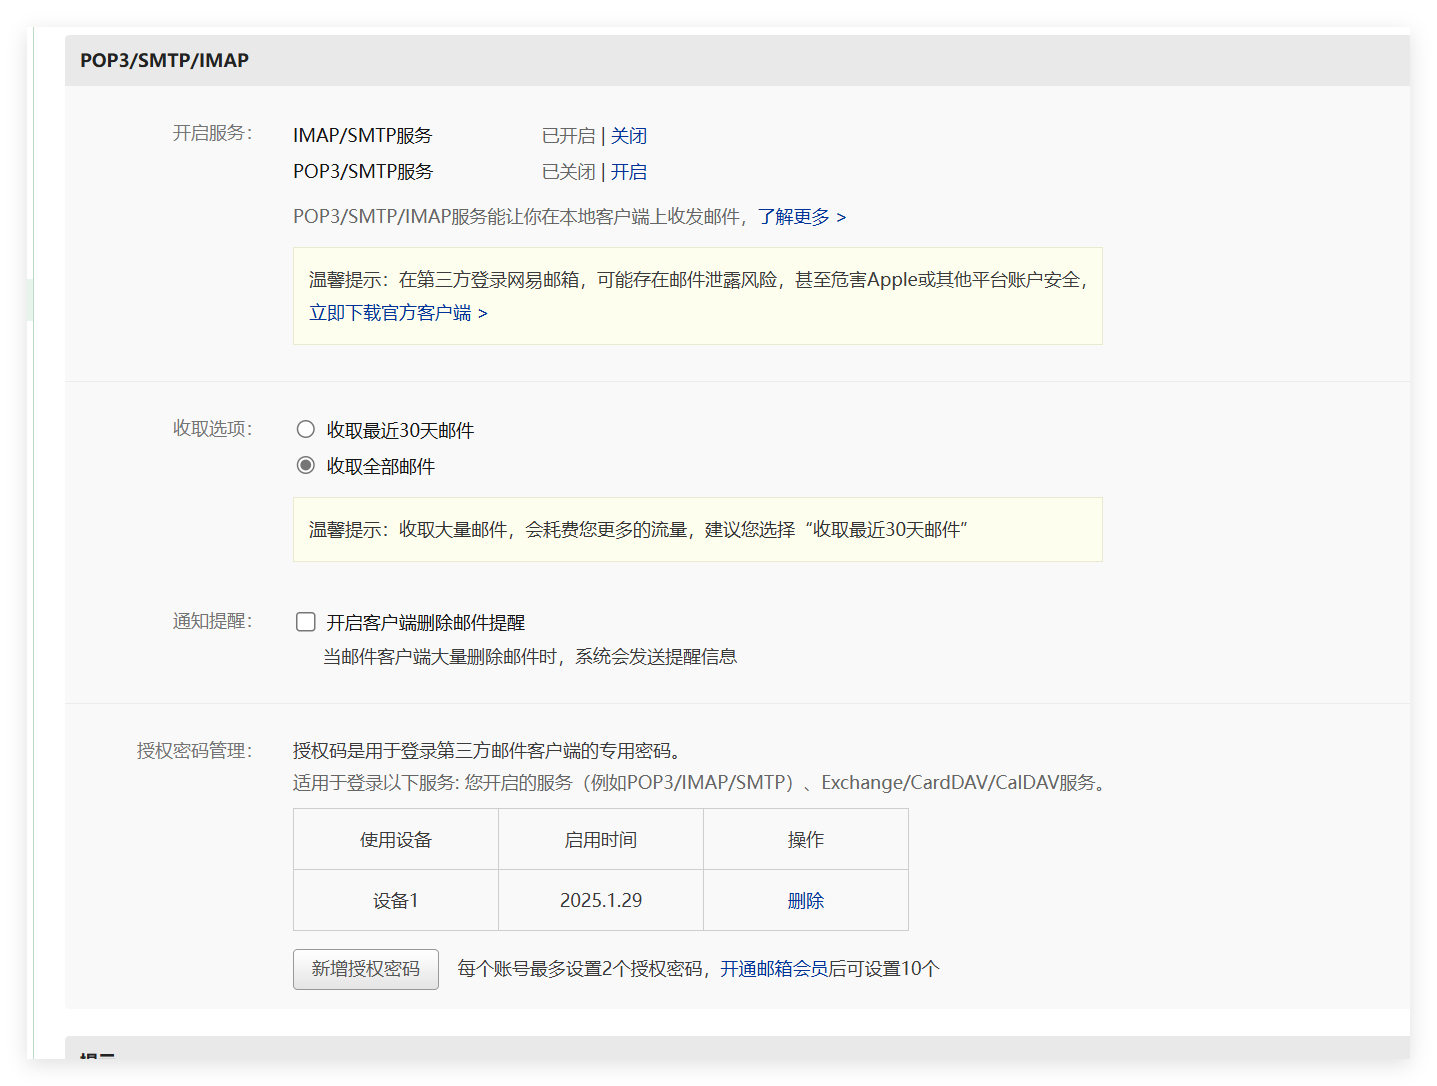 POP3/SMTP/IMAP
开启服务： IMAP/SMTP服务 已开启 | 关闭
POP3/SMTP服务 已关闭 | 开启
POP3/SMTP/IMAP服务能让你在本地客户端上收发邮件，了解更多 >
温馨提示：在第三方登录网易邮箱，可能存在邮件泄露风险，甚至危害Apple或其他平台账户安全，
立即下载官方客户端 >
收取选项： 收取最近30天邮件
收取全部邮件
温馨提示：收取大量邮件，会耗费您更多的流量，建议您选择“收取最近30天邮件”
通知提醒： 开启客户端删除邮件提醒
当邮件客户端大量删除邮件时，系统会发送提醒信息
授权密码管理： 授权码是用于登录第三方邮件客户端的专用密码。
适用于登录以下服务: 您开启的服务（例如POP3/IMAP/SMTP）、Exchange/CardDAV/CalDAV服务。
使用设备 启用时间 操作
设备1 2025.1.29 删除
新增授权密码 每个账号最多设置2个授权密码，开通邮箱会员后可设置10个